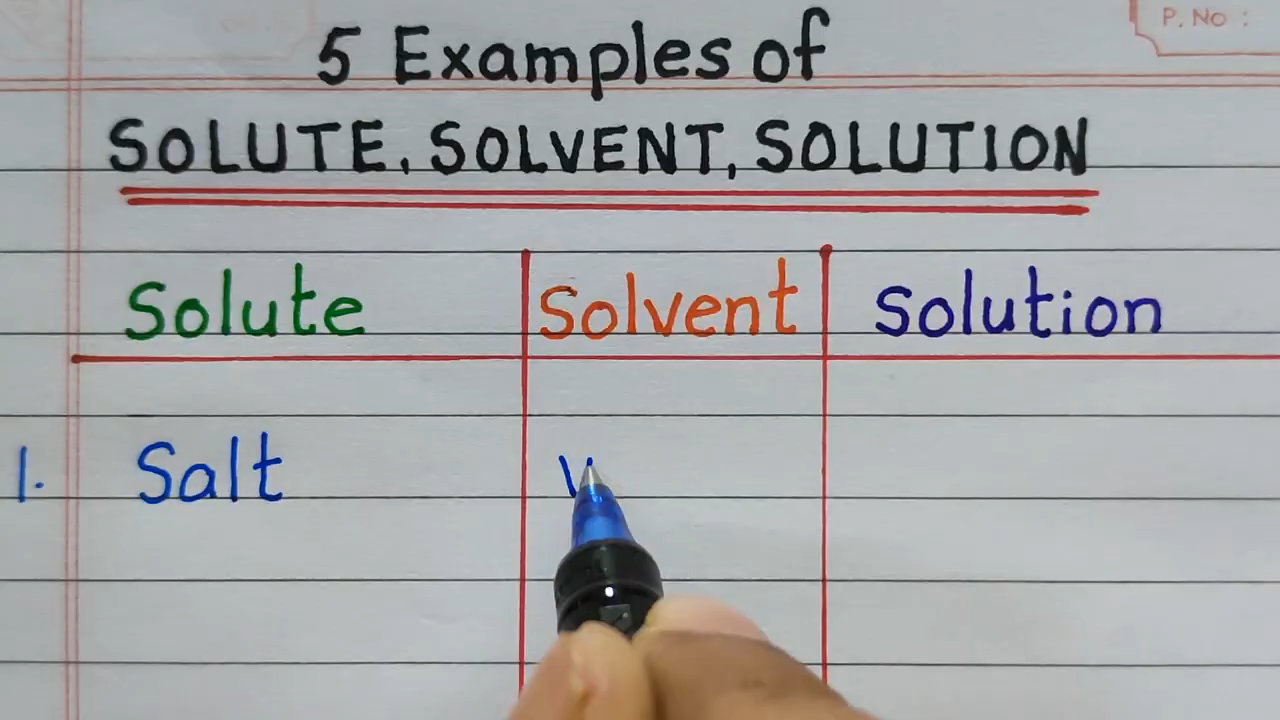 P. No :
5 Examples of
SOLUTE, SOLVENT, SOLUTION
Solute Solvent Solution
1. Salt